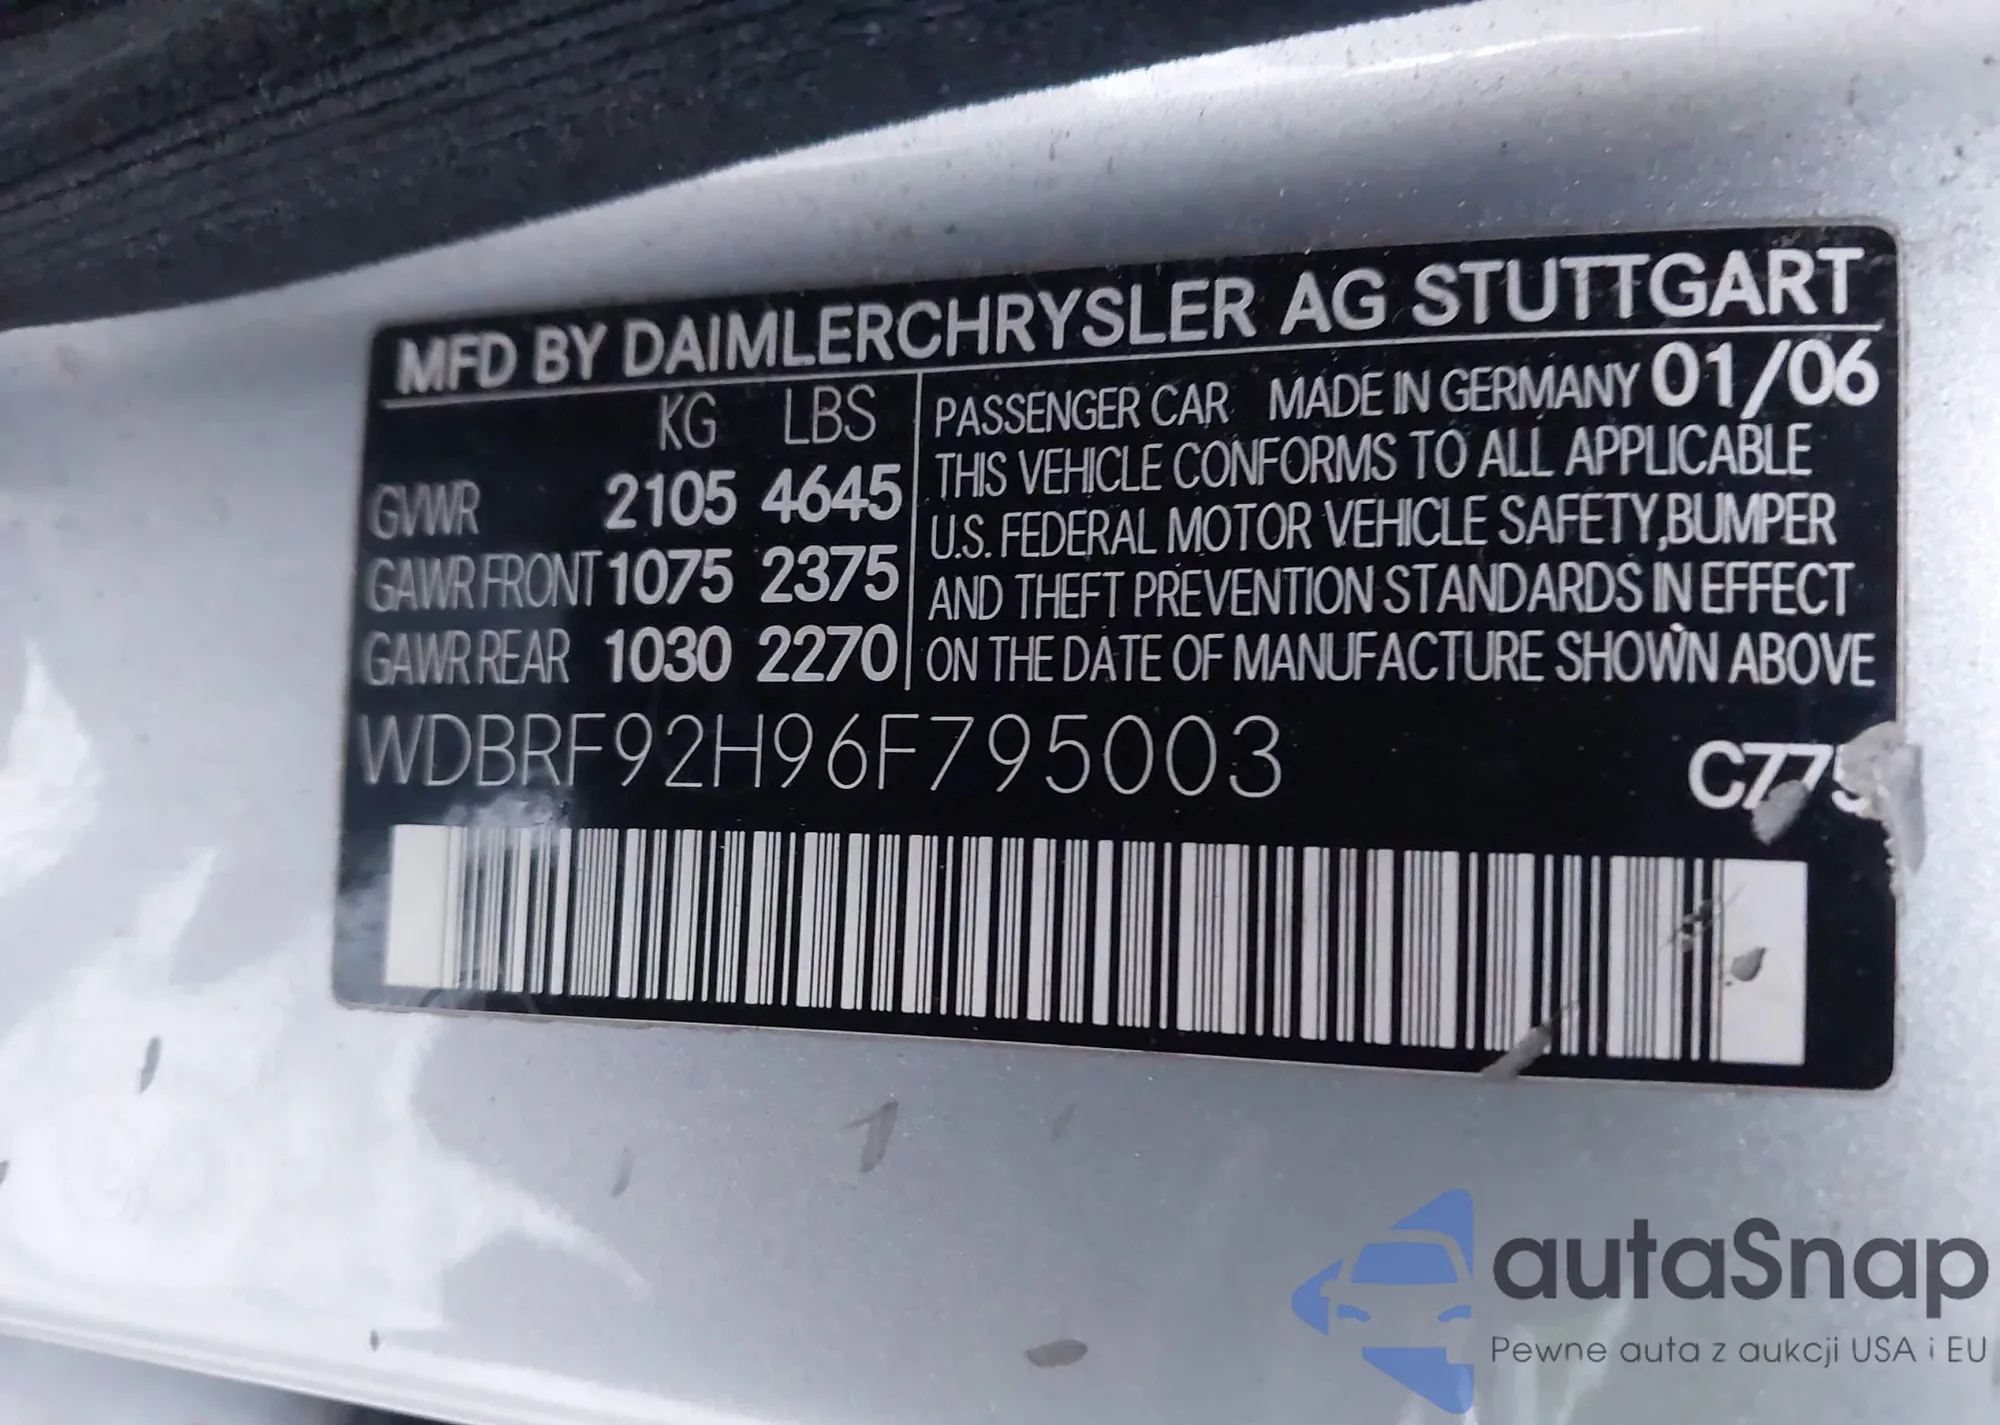 MFD BY DAIMLERCHRYSLER AG STUTTGART
KG LBS
GVWR 2105 4645
GAWR FRONT 1075 2375
GAWR REAR 1030 2270
PASSENGER CAR MADE IN GERMANY 01/06
THIS VEHICLE CONFORMS TO ALL APPLICABLE
U.S. FEDERAL MOTOR VEHICLE SAFETY,BUMPER
AND THEFT PREVENTION STANDARDS IN EFFECT
ON THE DATE OF MANUFACTURE SHOWN ABOVE
WDBRF92H96F795003
C775
autaSnap
Pewne auta z aukcji USA i EU